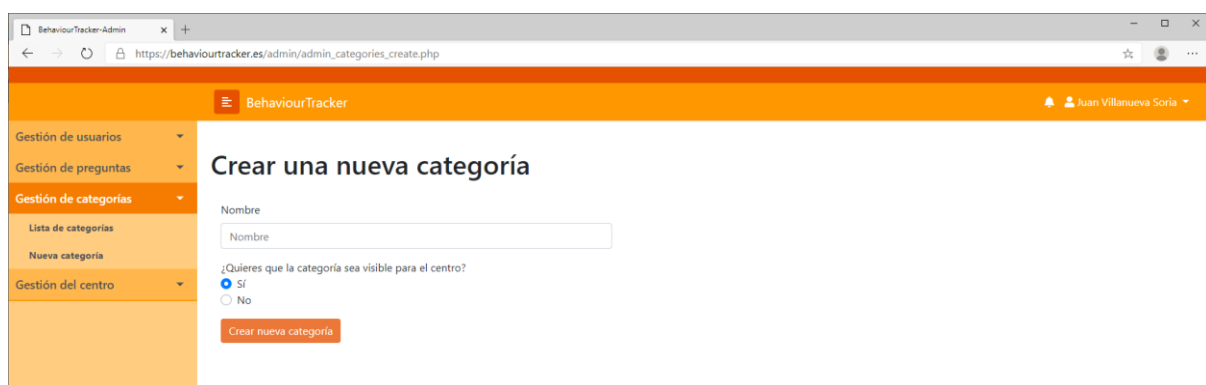 BehaviourTracker-Admin
https://behaviourtracker.es/admin/admin_categories_create.php
BehaviourTracker
Juan Villanueva Soria
Gestión de usuarios
Gestión de preguntas
Gestión de categorías
Lista de categorías
Nueva categoría
Gestión del centro
Crear una nueva categoría
Nombre
Nombre
¿Quieres que la categoría sea visible para el centro?
Sí
No
Crear nueva categoría